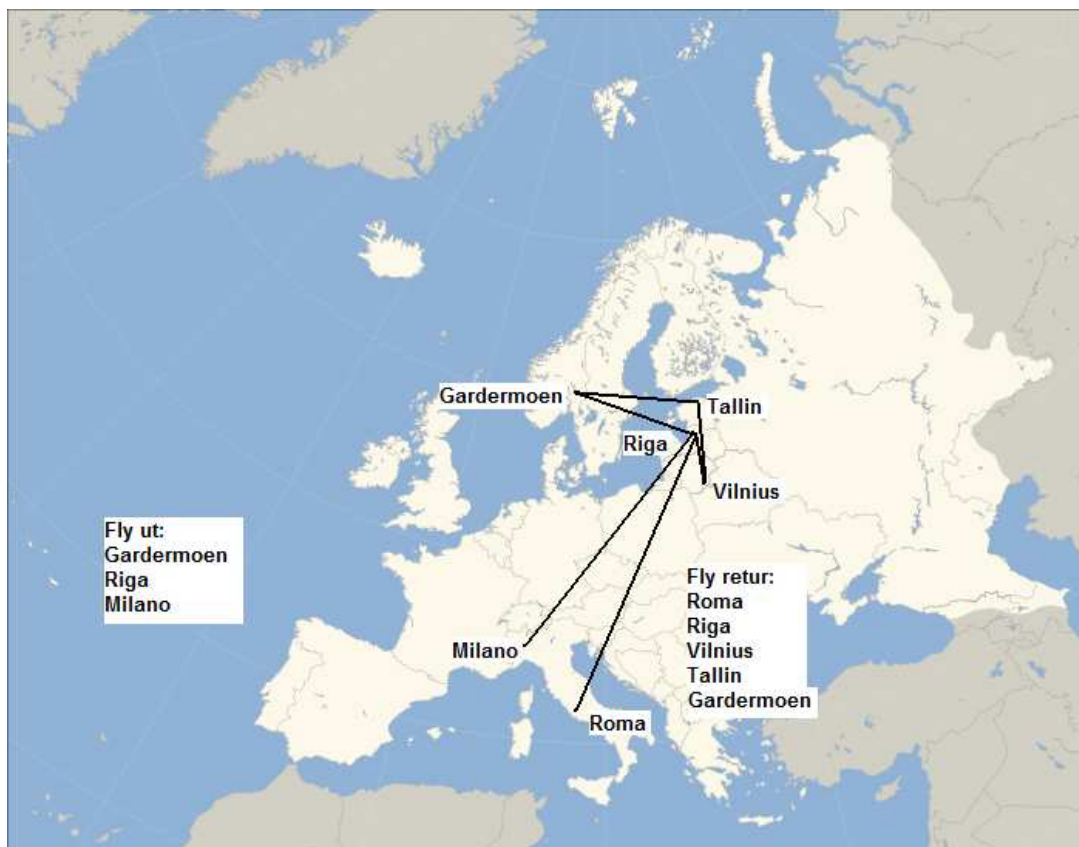 Gardermoen
Tallin
Riga
Vilnius
Fly ut:
Gardermoen
Riga
Milano
Fly retur:
Roma
Riga
Vilnius
Tallin
Gardermoen
Milano
Roma